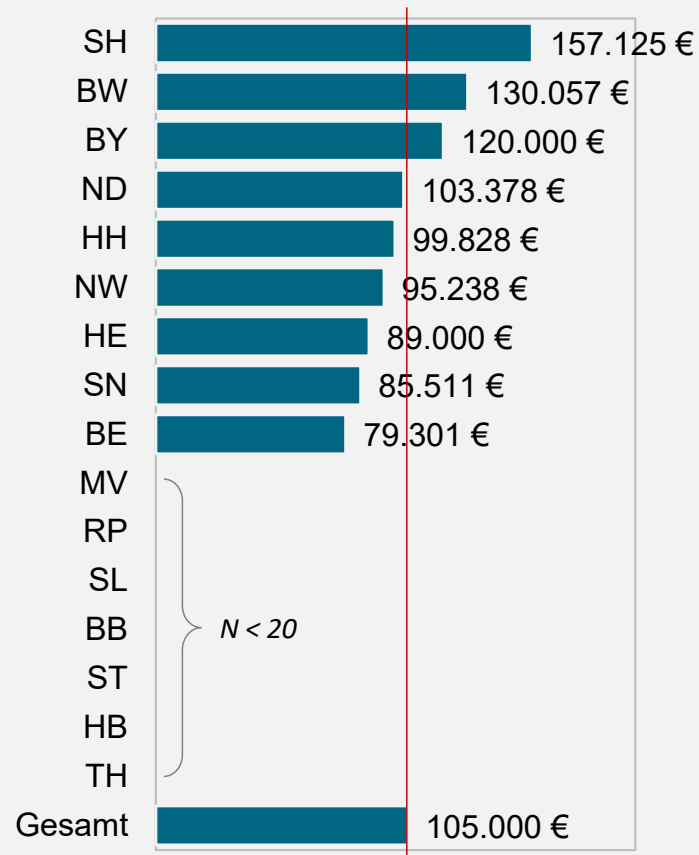 SH 157.125 €
BW 130.057 €
BY 120.000 €
ND 103.378 €
HH 99.828 €
NW 95.238 €
HE 89.000 €
SN 85.511 €
BE 79.301 €
MV
RP
SL
BB N < 20
ST
HB
TH
Gesamt 105.000 €